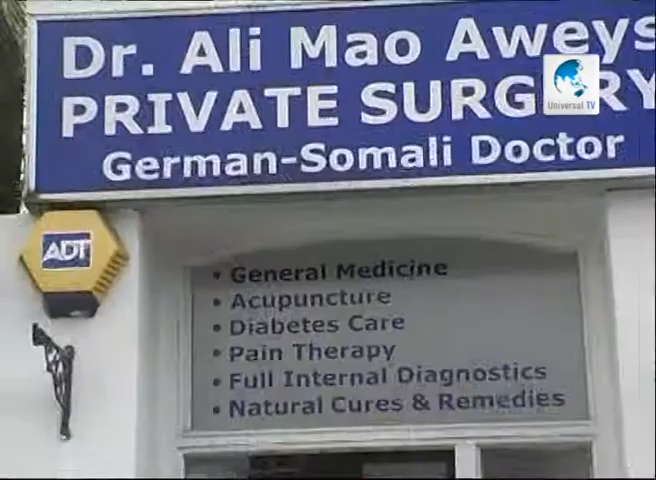 Dr. Ali Mao Aweys
PRIVATE SURGERY
German-Somali Doctor
Universal TV
ADT
• General Medicine
• Acupuncture
• Diabetes Care
• Pain Therapy
• Full Internal Diagnostics
• Natural Cures & Remedies